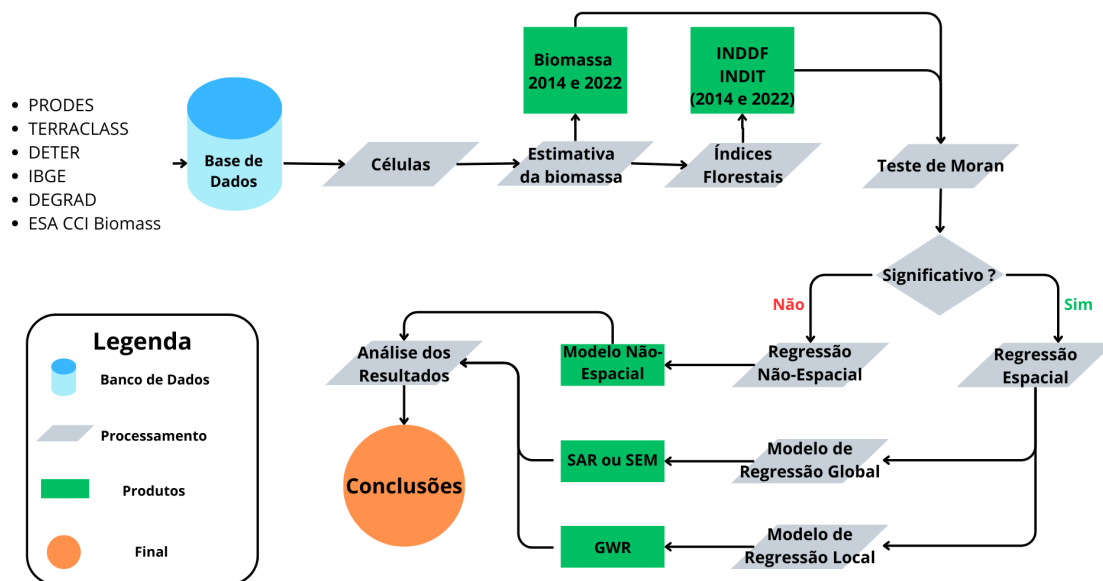 PRODES
TERRACLASS
DETER
IBGE
DEGRAD
ESA CCI Biomass
Base de
Dados
Células
Estimativa
da biomassa
Biomassa
2014 e 2022
Índices
Florestais
INDDF
INDIT
(2014 e 2022)
Teste de Moran
Significativo ?
Não
Sim
Regressão
Espacial
Regressão
Não-Espacial
Modelo Não-
Espacial
Análise dos
Resultados
Modelo de
Regressão Global
SAR ou SEM
Modelo de
Regressão Local
GWR
Conclusões
Legenda
Banco de Dados
Processamento
Produtos
Final